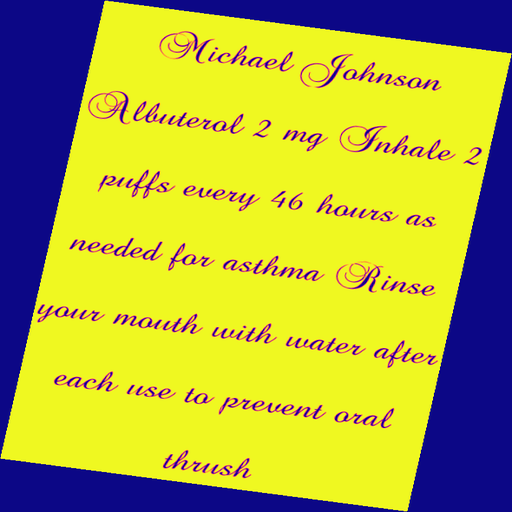 Michael Johnson
Albuterol 2 mg Inhale 2
puffs every 46 hours as
needed for asthma Rinse
your mouth with water after
each use to prevent oral
thrush